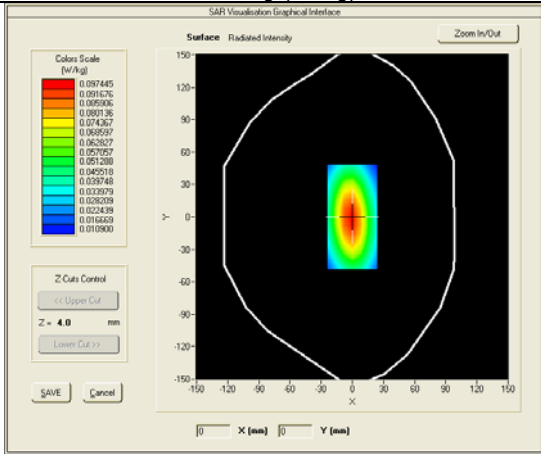 SAR Visualisation Graphical Interface
Surface Radiated Intensity
Zoom In/Out
Colors Scale
(W/kg)
0.097445
0.091676
0.085906
0.080136
0.074367
0.068597
0.062827
0.057057
0.051288
0.045518
0.039748
0.033979
0.028209
0.022439
0.016669
0.010900
Z Cuts Control
<< Upper Cut
Z = 4.0 mm
Lower Cut >>
SAVE Cancel
150-
120-
90-
60-
30-
0-
-30-
-60-
-90-
-120-
-150-
Y
-150 -120 -90 -60 -30 0 30 60 90 120 150
X
0 X (mm) 0 Y (mm)